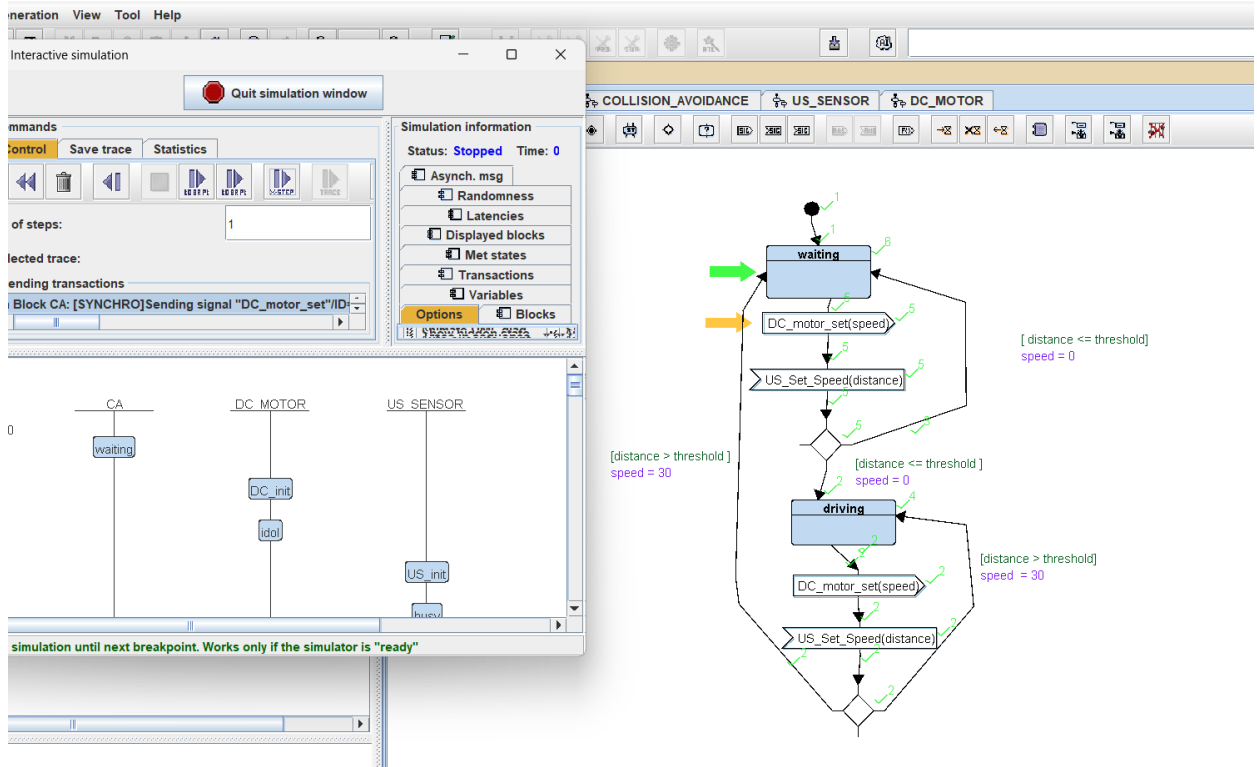 eneration View Tool Help
Interactive simulation
Quit simulation window
ommands
Control Save trace Statistics
of steps:
1
lected trace:
ending transactions
Block CA: [SYNCHRO]Sending signal "DC_motor_set"/ID=
Simulation information
Status: Stopped Time: 0
Asynch. msg
Randomness
Latencies
Displayed blocks
Met states
Transactions
Variables
Options Blocks
CA DC_MOTOR US_SENSOR
0
waiting
DC_init
idol
US_init
busy
simulation until next breakpoint. Works only if the simulator is "ready"
COLLISION_AVOIDANCE US_SENSOR DC_MOTOR
1
1
6
waiting
5
DC_motor_set(speed)
5
5
US_Set_Speed(distance)
5
5
5
3
[ distance <= threshold]
speed = 0
[distance > threshold ]
speed = 30
[distance <= threshold ]
speed = 0
2
4
driving
2
2
[distance > threshold]
speed = 30
DC_motor_set(speed)
2
2
US_Set_Speed(distance)
2
2
2
2